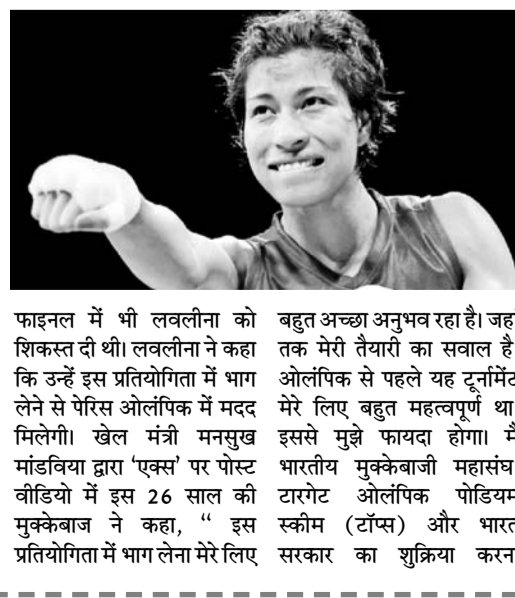 फाइनल में भी लवलीना को
शिकस्त दी थी। लवलीना ने कहा
कि उन्हें इस प्रतियोगिता में भाग
लेने से पेरिस ओलंपिक में मदद
मिलेगी। खेल मंत्री मनसुख
मांडविया द्वारा ‘एक्स’ पर पोस्ट
वीडियो में इस 26 साल की
मुक्केबाज ने कहा, ‘‘ इस
प्रतियोगिता में भाग लेना मेरे लिए
बहुत अच्छा अनुभव रहा है। जह
तक मेरी तैयारी का सवाल है
ओलंपिक से पहले यह टूर्नामेंट
मेरे लिए बहुत महत्वपूर्ण था
इससे मुझे फायदा होगा। मै
भारतीय मुक्केबाजी महासंघ
टारगेट ओलंपिक पोडियम
स्कीम (टॉप्स) और भारत
सरकार का शुक्रिया करन